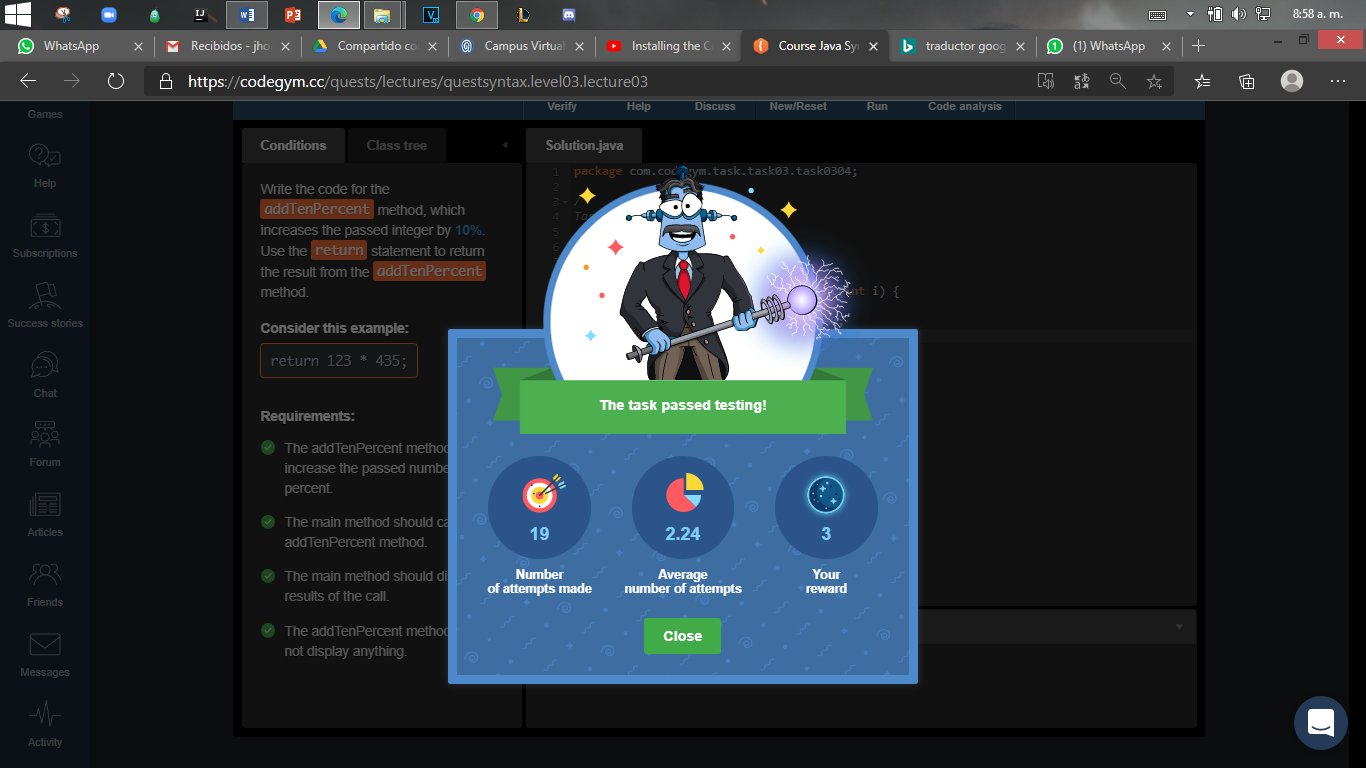 8:58 a. m.
WhatsApp
Recibidos - jho
Compartido co
Campus Virtual
Installing the C
Course Java Syn
traductor goog
(1) WhatsApp
https://codegym.cc/quests/lectures/questsyntax.level03.lecture03
Games
Help
Subscriptions
Success stories
Chat
Forum
Articles
Friends
Messages
Activity
Verify
Help
Discuss
New/Reset
Run
Code analysis
Conditions
Class tree
Write the code for the
addTenPercent method, which
increases the passed integer by 10%.
Use the return statement to return
the result from the addTenPercent
method.
Consider this example:
return 123 * 435;
Requirements:
The addTenPercent method
increase the passed numbe
percent.
The main method should ca
addTenPercent method.
The main method should di
results of the call.
The addTenPercent method
not display anything.
Solution.java
1 package com.codegym.task.task03.task0304;
2
3
4
5
6
int i) {
The task passed testing!
19
Number
of attempts made
2.24
Average
number of attempts
3
Your
reward
Close